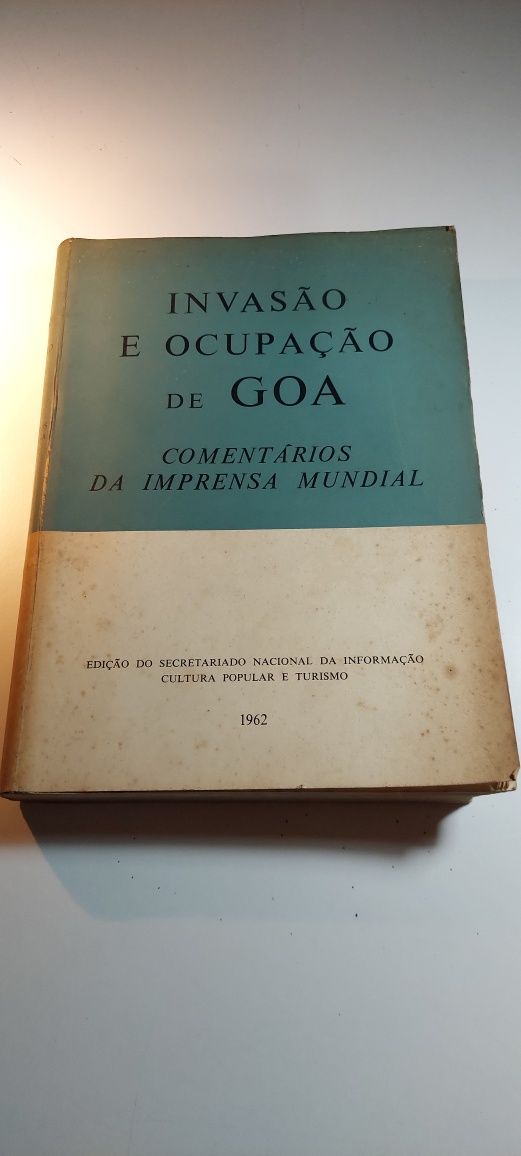 INVASÃO
E OCUPAÇÃO
DE GOA
COMENTÁRIOS
DA IMPRENSA MUNDIAL
EDIÇÃO DO SECRETARIADO NACIONAL DA INFORMAÇÃO
CULTURA POPULAR E TURISMO
1962